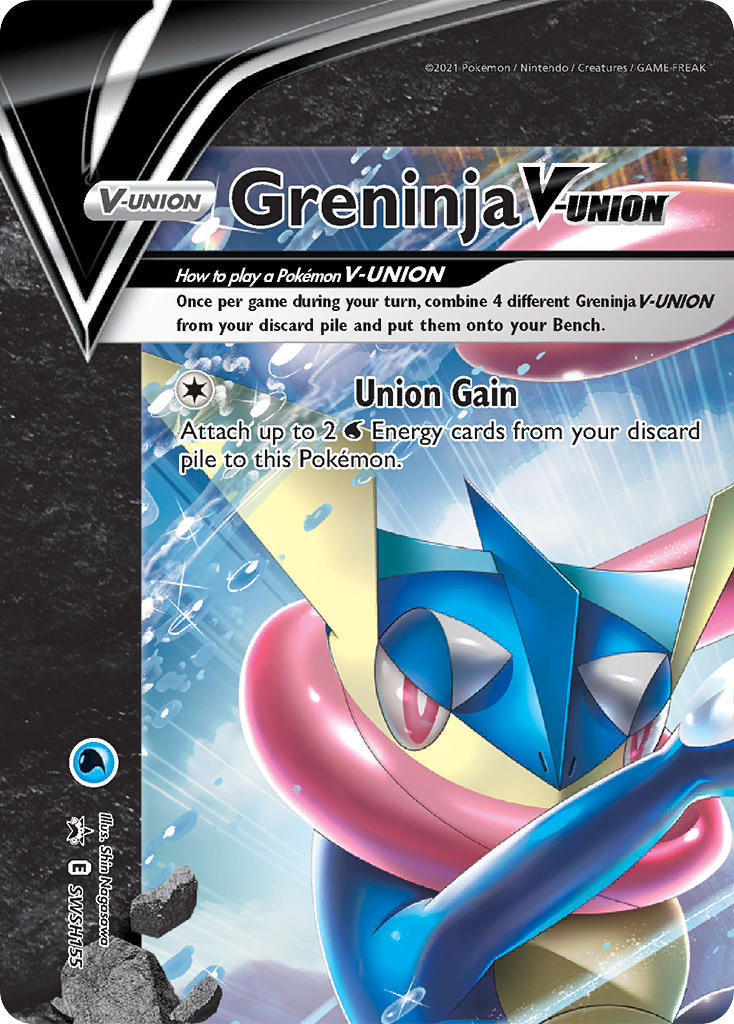 ©2021 Pokémon / Nintendo / Creatures / GAME FREAK
V-UNION
Greninja V-UNION
How to play a Pokémon V-UNION
Once per game during your turn, combine 4 different Greninja V-UNION
from your discard pile and put them onto your Bench.
Union Gain
Attach up to 2 Energy cards from your discard
pile to this Pokémon.
Illus. Shin Nagasawa
E SWSH155